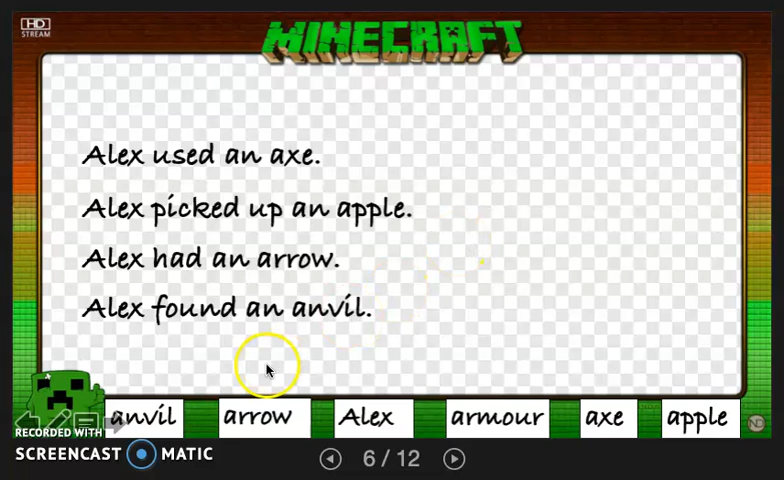 HD
STREAM
MINECRAFT
Alex used an axe.
Alex picked up an apple.
Alex had an arrow.
Alex found an anvil.
anvil arrow Alex armour axe apple
RECORDED WITH
SCREENCAST MATIC
6 / 12